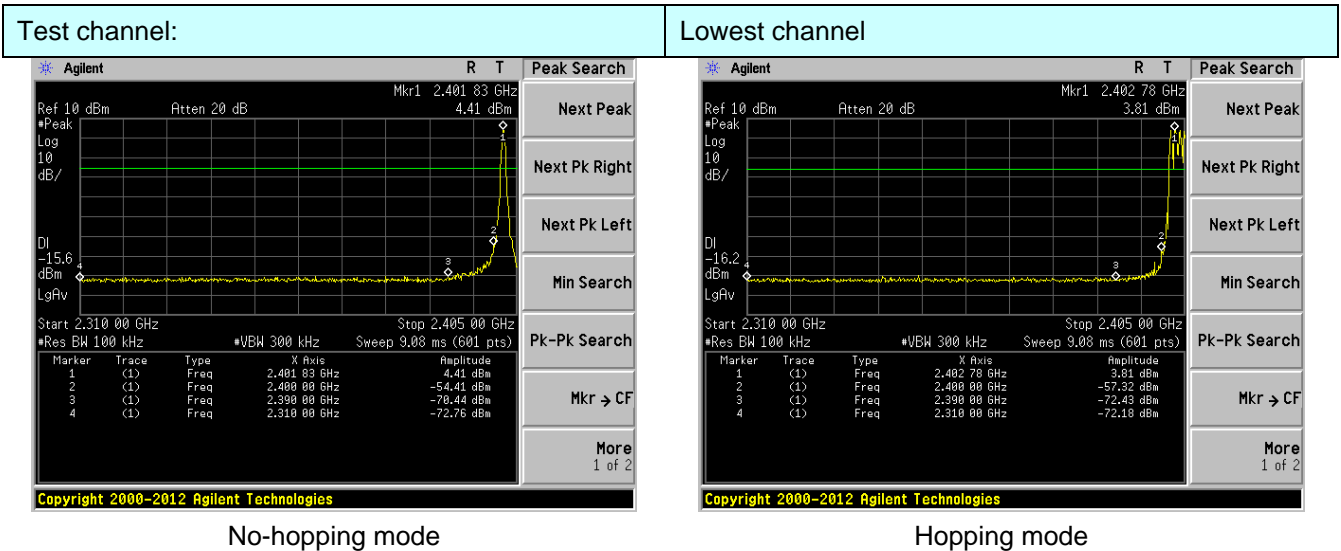 Test channel: Lowest channel
Agilent R T Peak Search
Mkr1 2.401 83 GHz
Ref 10 dBm Atten 20 dB 4.41 dBm
#Peak
Log
10
dB/
DI
-15.6
dBm
LgAv
1
2
3
4
Start 2.310 00 GHz Stop 2.405 00 GHz
#Res BW 100 kHz #VBW 300 kHz Sweep 9.08 ms (601 pts)
Marker Trace Type X Axis Amplitude
1 (1) Freq 2.401 83 GHz 4.41 dBm
2 (1) Freq 2.400 00 GHz -54.41 dBm
3 (1) Freq 2.390 00 GHz -70.44 dBm
4 (1) Freq 2.310 00 GHz -72.76 dBm
Next Peak
Next Pk Right
Next Pk Left
Min Search
Pk-Pk Search
Mkr → CF
More
1 of 2
Copyright 2000-2012 Agilent Technologies
No-hopping mode
Agilent R T Peak Search
Mkr1 2.402 78 GHz
Ref 10 dBm Atten 20 dB 3.81 dBm
#Peak
Log
10
dB/
DI
-16.2
dBm
LgAv
1
2
3
4
Start 2.310 00 GHz Stop 2.405 00 GHz
#Res BW 100 kHz #VBW 300 kHz Sweep 9.08 ms (601 pts)
Marker Trace Type X Axis Amplitude
1 (1) Freq 2.402 78 GHz 3.81 dBm
2 (1) Freq 2.400 00 GHz -57.32 dBm
3 (1) Freq 2.390 00 GHz -72.43 dBm
4 (1) Freq 2.310 00 GHz -72.18 dBm
Next Peak
Next Pk Right
Next Pk Left
Min Search
Pk-Pk Search
Mkr → CF
More
1 of 2
Copyright 2000-2012 Agilent Technologies
Hopping mode